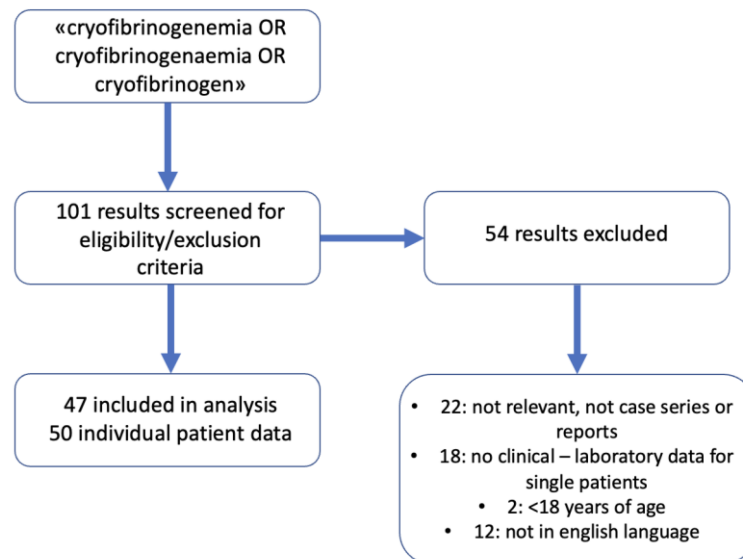 «cryofibrinogenemia OR
cryofibrinogenaemia OR
cryofibrinogen»
101 results screened for
eligibility/exclusion
criteria
54 results excluded
47 included in analysis
50 individual patient data
• 22: not relevant, not case series or
reports
• 18: no clinical – laboratory data for
single patients
• 2: <18 years of age
• 12: not in english language